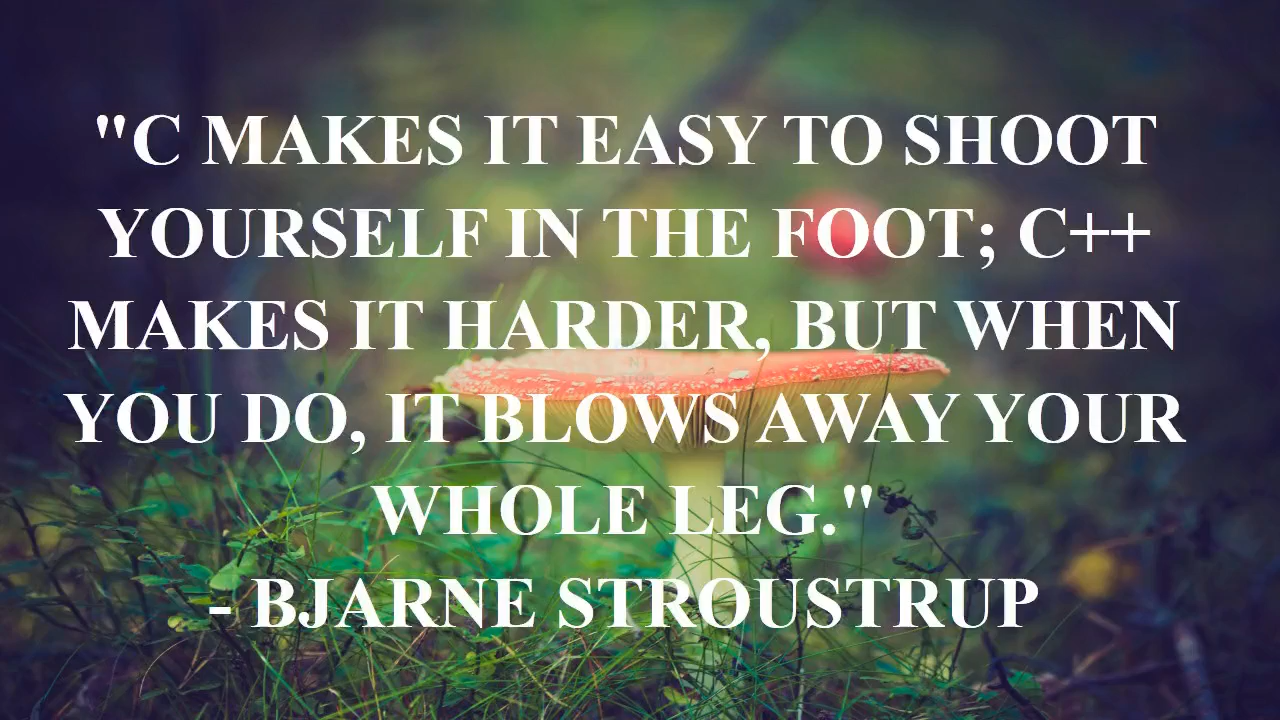 "C MAKES IT EASY TO SHOOT
YOURSELF IN THE FOOT; C++
MAKES IT HARDER, BUT WHEN
YOU DO, IT BLOWS AWAY YOUR
WHOLE LEG."
- BJARNE STROUSTRUP